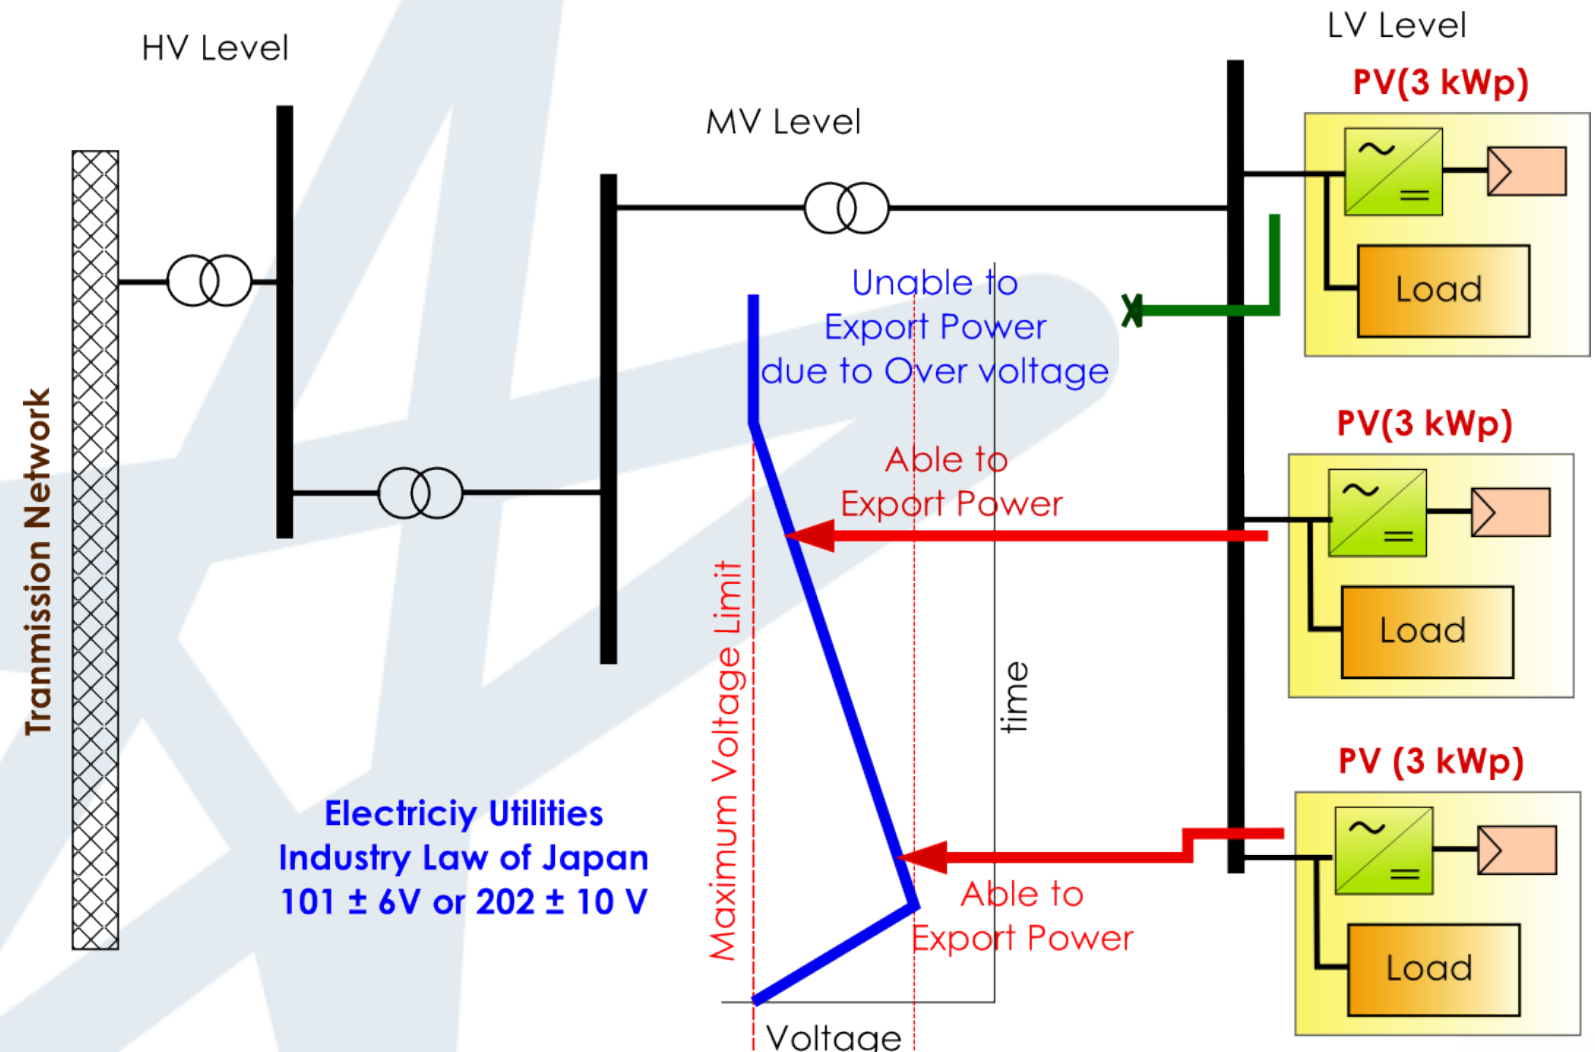 HV Level
LV Level
PV(3 kWp)
MV Level
Load
Unable to
Export Power
due to Over voltage
PV(3 kWp)
Able to
Export Power
Load
Tranmission Network
Maximum Voltage Limit
time
PV (3 kWp)
Electriciy Utilities
Industry Law of Japan
101 ± 6V or 202 ± 10 V
Able to
Export Power
Load
Voltage